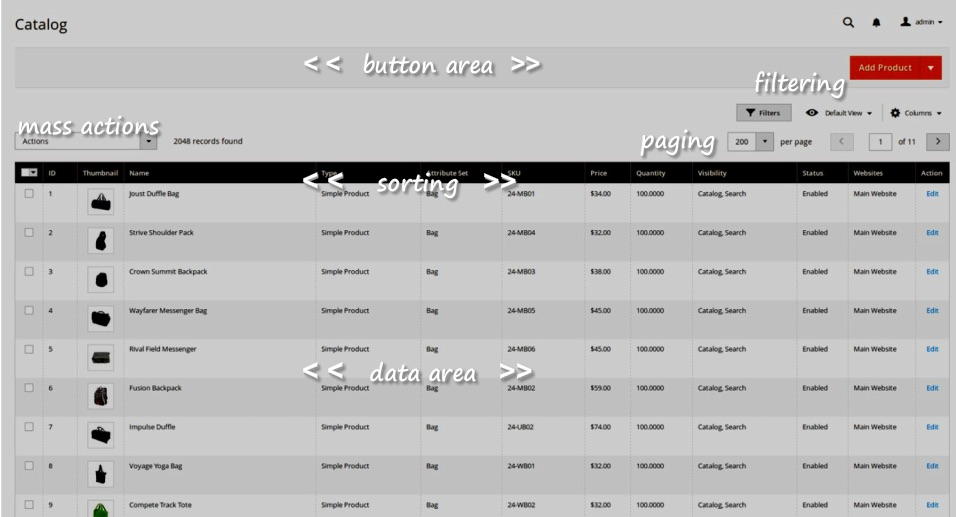 Catalog
admin
<< button area >>
Add Product
filtering
Filters Default View Columns
mass actions
Actions 2048 records found paging 200 per page 1 of 11
ID Thumbnail Name Type Attribute Set SKU Price Quantity Visibility Status Websites Action
<< sorting >>
1 Joust Duffle Bag Simple Product Bag 24-MB01 $34.00 100.0000 Catalog, Search Enabled Main Website Edit
2 Strive Shoulder Pack Simple Product Bag 24-MB04 $32.00 100.0000 Catalog, Search Enabled Main Website Edit
3 Crown Summit Backpack Simple Product Bag 24-MB03 $38.00 100.0000 Catalog, Search Enabled Main Website Edit
4 Wayfarer Messenger Bag Simple Product Bag 24-MB05 $45.00 100.0000 Catalog, Search Enabled Main Website Edit
5 Rival Field Messenger Simple Product Bag 24-MB06 $45.00 100.0000 Catalog, Search Enabled Main Website Edit
<< data area >>
6 Fusion Backpack Simple Product Bag 24-MB02 $59.00 100.0000 Catalog, Search Enabled Main Website Edit
7 Impulse Duffle Simple Product Bag 24-UB02 $74.00 100.0000 Catalog, Search Enabled Main Website Edit
8 Voyage Yoga Bag Simple Product Bag 24-WB01 $32.00 100.0000 Catalog, Search Enabled Main Website Edit
9 Compete Track Tote Simple Product Bag 24-WB02 $32.00 100.0000 Catalog, Search Enabled Main Website Edit